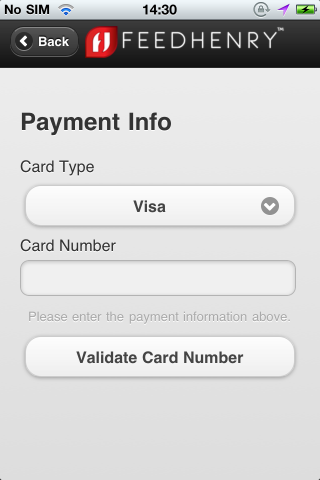 No SIM 14:30
Back FEEDHENRY™
Payment Info
Card Type
Visa
Card Number
Please enter the payment information above.
Validate Card Number